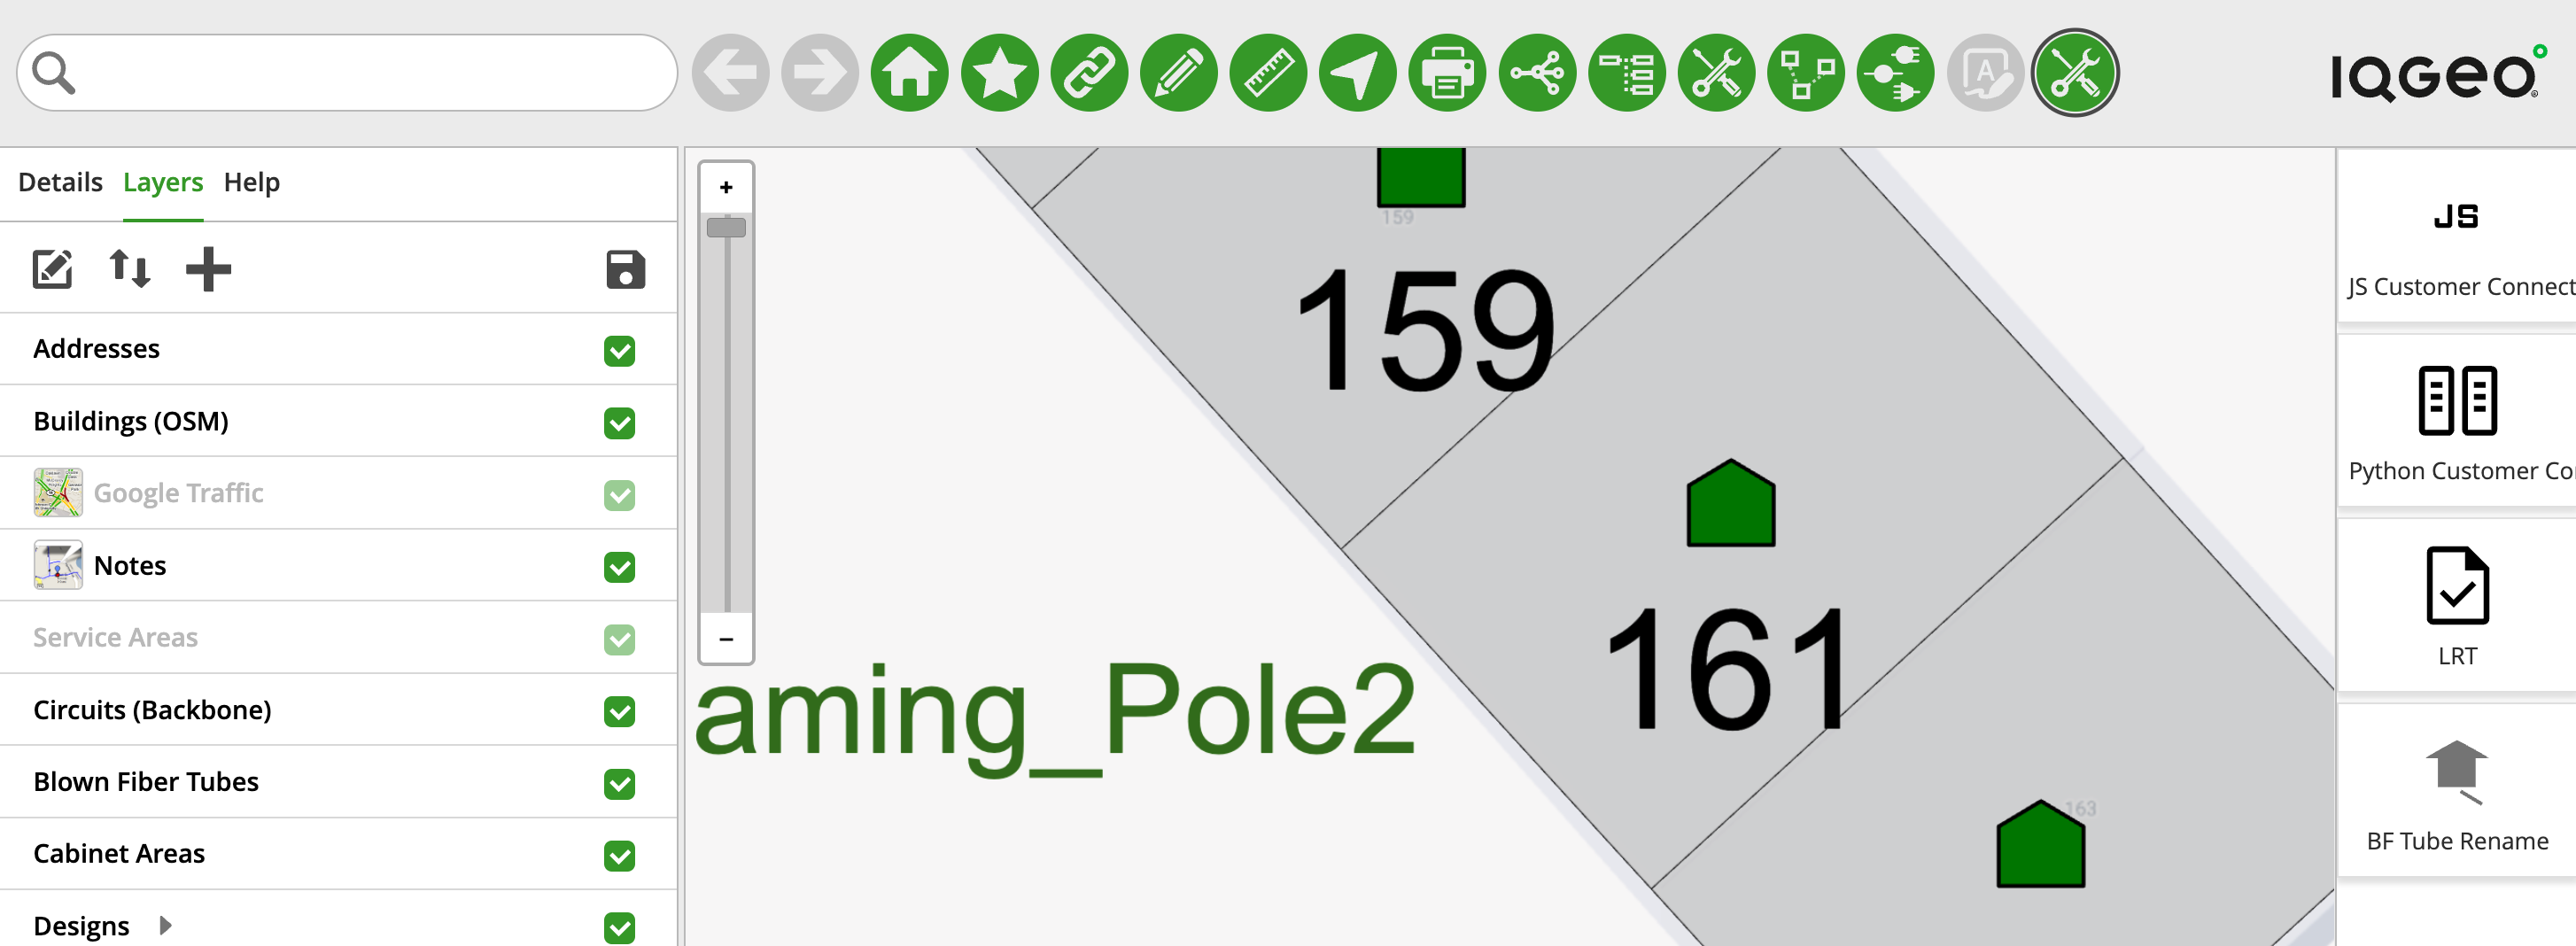 IQGEO
Details Layers Help
Addresses
Buildings (OSM)
Google Traffic
Notes
Service Areas
Circuits (Backbone)
Blown Fiber Tubes
Cabinet Areas
Designs
+
−
159
159
161
aming_Pole2
163
A
JS
JS Customer Connect
Python Customer Co
LRT
BF Tube Rename